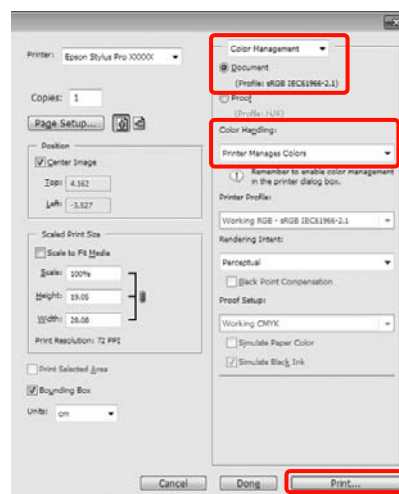 Printer: Epson Stylus Pro XXXXX
Copies: 1
Page Setup...
Position
Center Image
Top: 4.162
Left: -3.527
Scaled Print Size
Scale to Fit Media
Scale: 100%
Height: 19.05
Width: 28.08
Print Resolution: 72 PPI
Print Selected Area
Bounding Box
Units: cm
Color Management
Document
(Profile: sRGB IEC61966-2.1)
Proof
(Profile: N/A)
Color Handling:
Printer Manages Colors
Remember to enable color management
in the printer dialog box.
Printer Profile:
Working RGB - sRGB IEC61966-2.1
Rendering Intent:
Perceptual
Black Point Compensation
Proof Setup:
Working CMYK
Simulate Paper Color
Simulate Black Ink
Cancel
Done
Print...